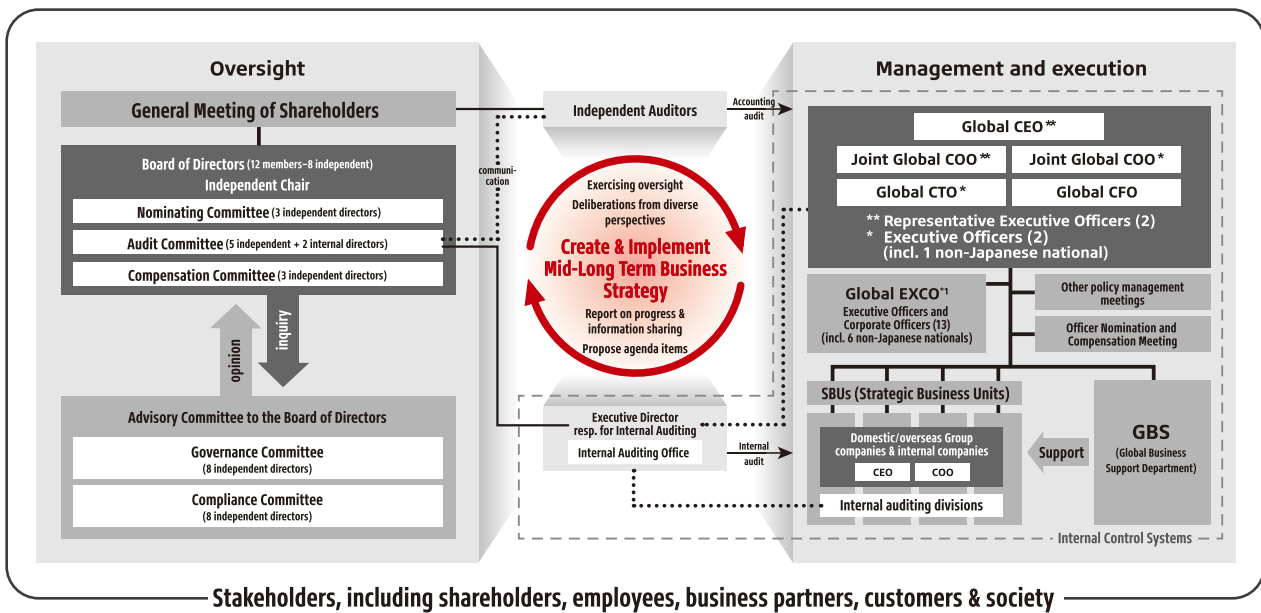 Oversight
General Meeting of Shareholders
Board of Directors (12 members–8 independent)
Independent Chair
Nominating Committee (3 independent directors)
Audit Committee (5 independent + 2 internal directors)
Compensation Committee (3 independent directors)
opinion
inquiry
Advisory Committee to the Board of Directors
Governance Committee
(8 independent directors)
Compliance Committee
(8 independent directors)
communi-
cation
Independent Auditors
Accounting
audit
Exercising oversight
Deliberations from diverse
perspectives
Create & Implement
Mid-Long Term Business
Strategy
Report on progress &
information sharing
Propose agenda items
Executive Director
resp. for Internal Auditing
Internal Auditing Office
Internal
audit
Management and execution
Global CEO**
Joint Global COO**
Joint Global COO*
Global CTO*
Global CFO
** Representative Executive Officers (2)
* Executive Officers (2)
(incl. 1 non-Japanese national)
Global EXCO*1
Executive Officers and
Corporate Officers (13)
(incl. 6 non-Japanese nationals)
Other policy management
meetings
Officer Nomination and
Compensation Meeting
SBUs (Strategic Business Units)
Domestic/overseas Group
companies & internal companies
CEO
COO
Internal auditing divisions
Support
GBS
(Global Business
Support Department)
Internal Control Systems
Stakeholders, including shareholders, employees, business partners, customers & society